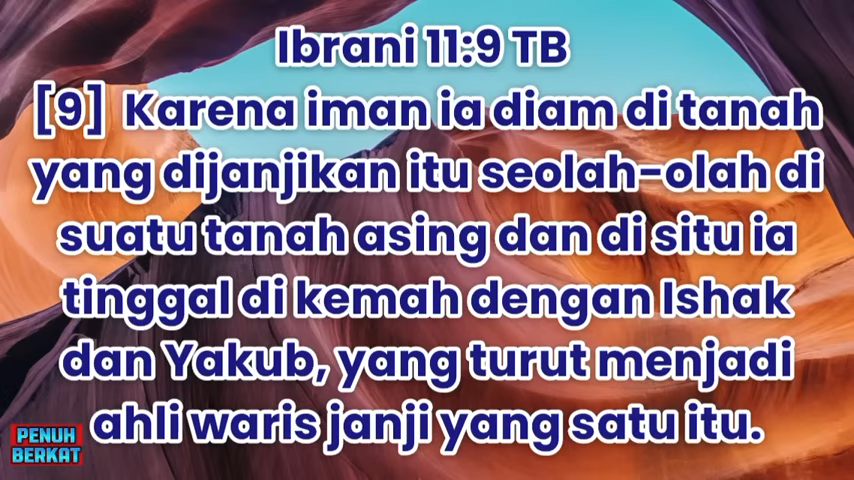 Ibrani 11:9 TB
[9] Karena iman ia diam di tanah
yang dijanjikan itu seolah-olah di
suatu tanah asing dan di situ ia
tinggal di kemah dengan Ishak
dan Yakub, yang turut menjadi
ahli waris janji yang satu itu.
PENUH
BERKAT